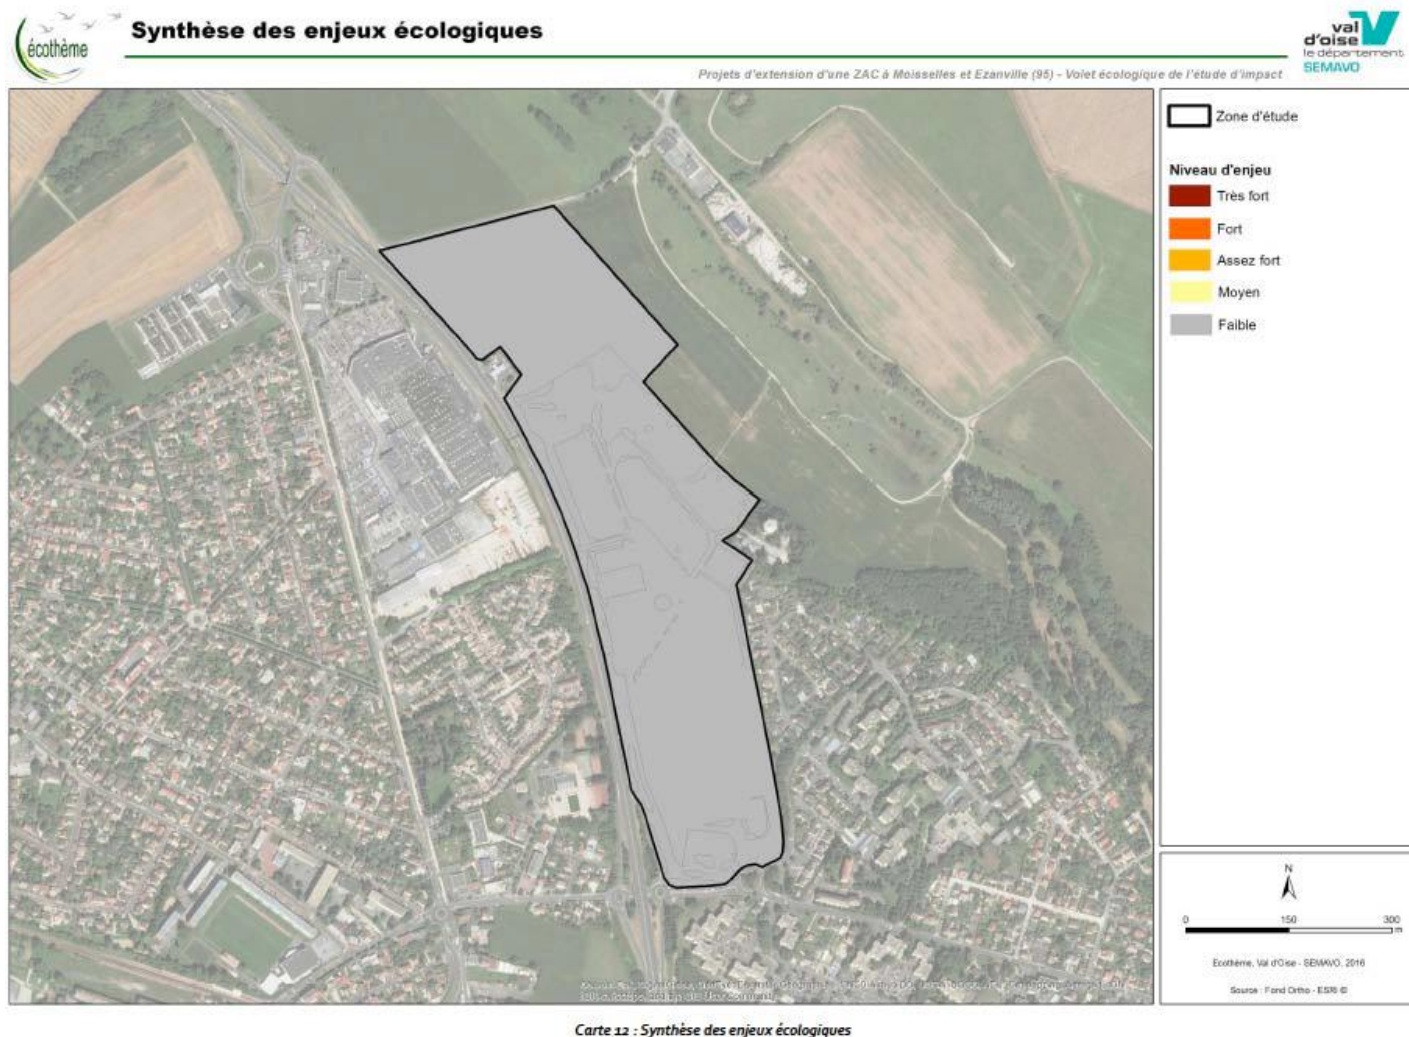 écothème
Synthèse des enjeux écologiques
val
d'oise
le département
SEMAVO
Projets d'extension d'une ZAC à Moisselles et Ezanville (95) - Volet écologique de l'étude d'impact
Zone d'étude
Niveau d'enjeu
Très fort
Fort
Assez fort
Moyen
Faible
N
0 150 300
m
Ecothème, Val d'Oise - SEMAVO, 2016
Source : Fond Ortho - ESRI ©
Carte 12 : Synthèse des enjeux écologiques